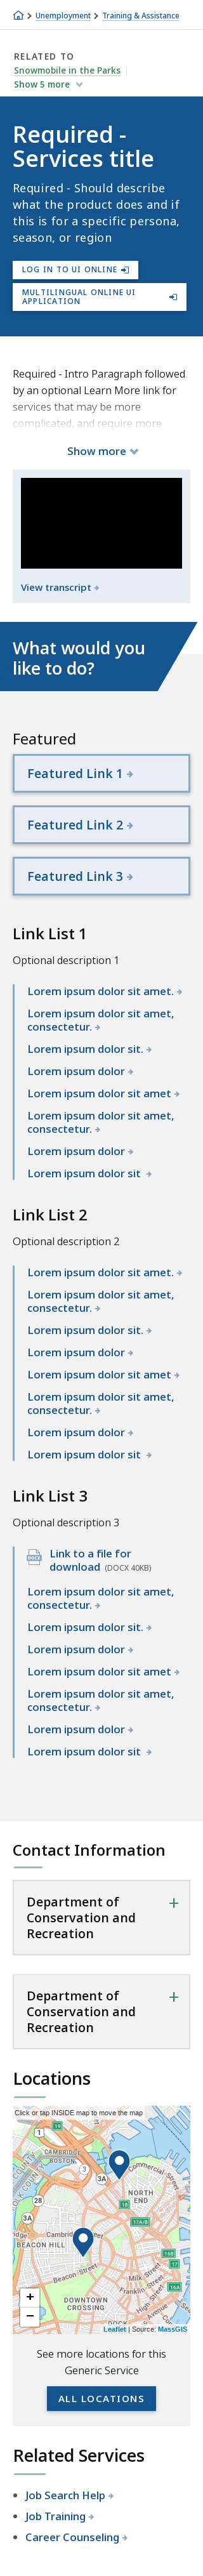 Unemployment > Training & Assistance
RELATED TO
Snowmobile in the Parks
Show 5 more
Required -
Services title
Required - Should describe
what the product does and if
this is for a specific persona,
season, or region
LOG IN TO UI ONLINE
MULTILINGUAL ONLINE UI
APPLICATION
Required - Intro Paragraph followed
by an optional Learn More link for
services that may be more
complicated, and require more
Show more
View transcript
What would you
like to do?
Featured
Featured Link 1
Featured Link 2
Featured Link 3
Link List 1
Optional description 1
Lorem ipsum dolor sit amet.
Lorem ipsum dolor sit amet,
consectetur.
Lorem ipsum dolor sit.
Lorem ipsum dolor
Lorem ipsum dolor sit amet
Lorem ipsum dolor sit amet,
consectetur.
Lorem ipsum dolor
Lorem ipsum dolor sit
Link List 2
Optional description 2
Lorem ipsum dolor sit amet.
Lorem ipsum dolor sit amet,
consectetur.
Lorem ipsum dolor sit.
Lorem ipsum dolor
Lorem ipsum dolor sit amet
Lorem ipsum dolor sit amet,
consectetur.
Lorem ipsum dolor
Lorem ipsum dolor sit
Link List 3
Optional description 3
DOCX
Link to a file for
download (DOCX 40KB)
Lorem ipsum dolor sit amet,
consectetur.
Lorem ipsum dolor sit.
Lorem ipsum dolor
Lorem ipsum dolor sit amet
Lorem ipsum dolor sit amet,
consectetur.
Lorem ipsum dolor
Lorem ipsum dolor sit
Contact Information
Department of
Conservation and
Recreation
Department of
Conservation and
Recreation
Locations
Click or tap INSIDE map to move the map
19
1
CAMBRIDGE
BOSTON
3
3A
Commercial-Street
NORTH
END
28
1A
3A
17A/B
Cambridge
BEACON HILL
16B
17
Beacon-Street
16A
DOWNTOWN
CROSSING
+
−
Leaflet | Source: MassGIS
See more locations for this
Generic Service
ALL LOCATIONS
Related Services
Job Search Help
Job Training
Career Counseling